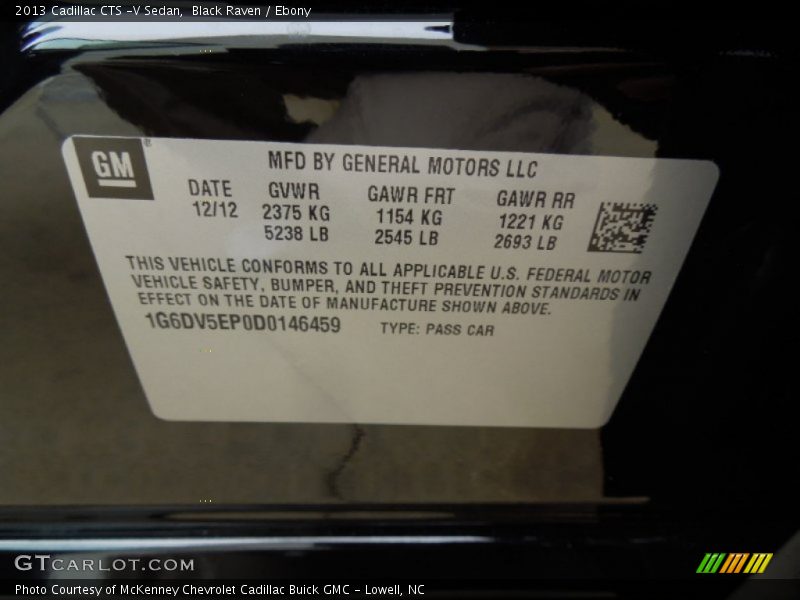 2013 Cadillac CTS -V Sedan, Black Raven / Ebony
GM ®
MFD BY GENERAL MOTORS LLC
DATE GVWR GAWR FRT GAWR RR
12/12 2375 KG 1154 KG 1221 KG
5238 LB 2545 LB 2693 LB
THIS VEHICLE CONFORMS TO ALL APPLICABLE U.S. FEDERAL MOTOR
VEHICLE SAFETY, BUMPER, AND THEFT PREVENTION STANDARDS IN
EFFECT ON THE DATE OF MANUFACTURE SHOWN ABOVE.
1G6DV5EP0D0146459 TYPE: PASS CAR
GTCARLOT.COM
Photo Courtesy of McKenney Chevrolet Cadillac Buick GMC - Lowell, NC